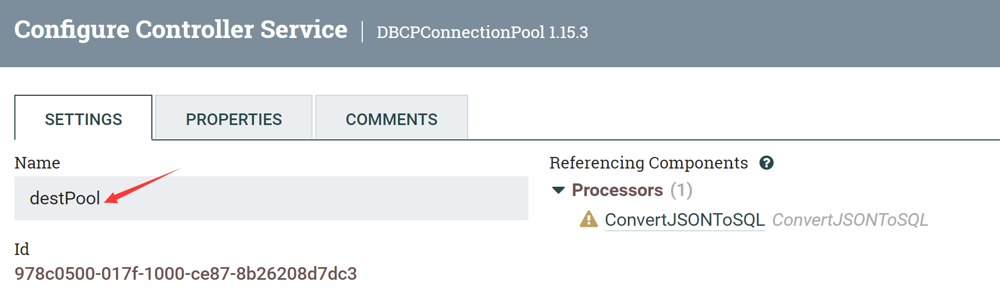 Configure Controller Service | DBCPConnectionPool 1.15.3
SETTINGS PROPERTIES COMMENTS
Name
destPool
Id
978c0500-017f-1000-ce87-8b26208d7dc3
Referencing Components ?
Processors (1)
ConvertJSONToSQL ConvertJSONToSQL